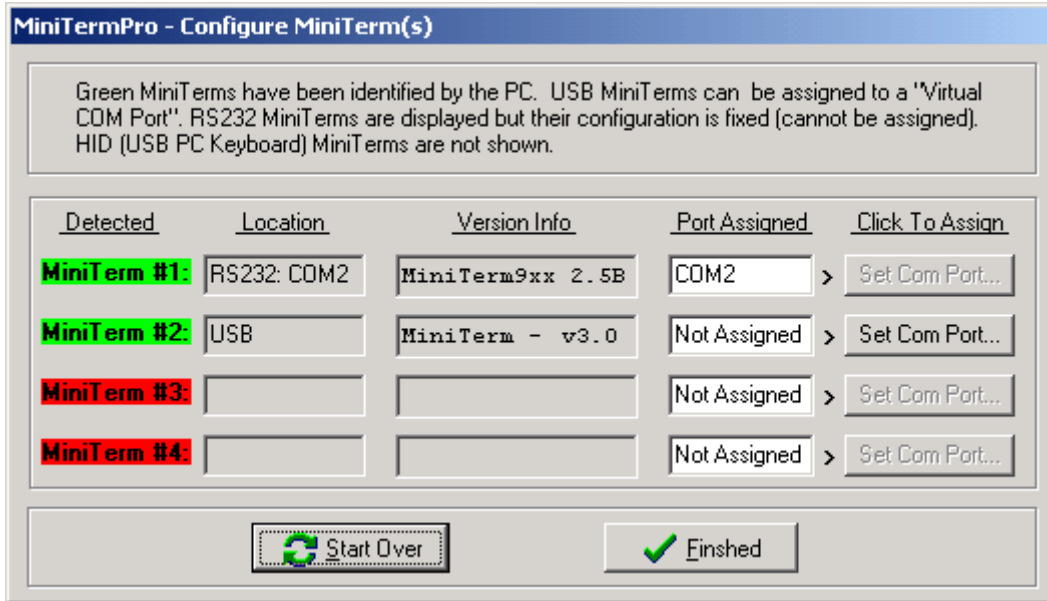 MiniTermPro - Configure MiniTerm(s)
Green MiniTerms have been identified by the PC.  USB MiniTerms can  be assigned to a "Virtual
COM Port". RS232 MiniTerms are displayed but their configuration is fixed (cannot be assigned).
HID (USB PC Keyboard) MiniTerms are not shown.
Detected Location Version Info Port Assigned Click To Assign
MiniTerm #1: RS232: COM2 MiniTerm9xx 2.5B COM2 > Set Com Port...
MiniTerm #2: USB MiniTerm - v3.0 Not Assigned > Set Com Port...
MiniTerm #3: Not Assigned > Set Com Port...
MiniTerm #4: Not Assigned > Set Com Port...
Start Over Finshed